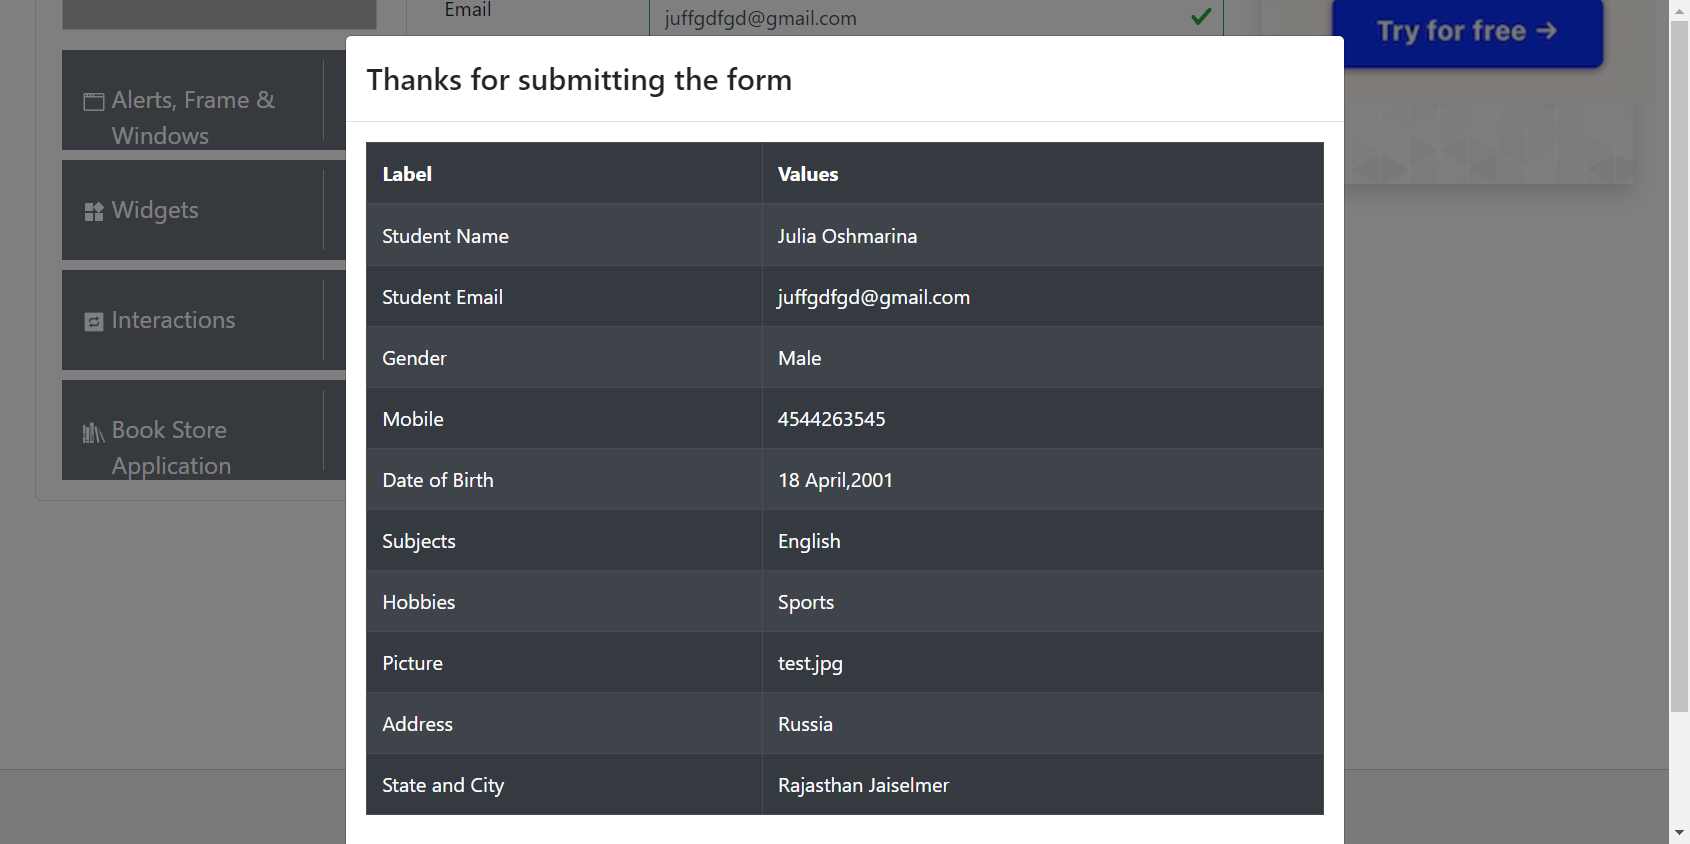 Email
juffgdfgd@gmail.com
Try for free →
Alerts, Frame &
Windows
Widgets
Interactions
Book Store
Application
Thanks for submitting the form
Label Values
Student Name Julia Oshmarina
Student Email juffgdfgd@gmail.com
Gender Male
Mobile 4544263545
Date of Birth 18 April,2001
Subjects English
Hobbies Sports
Picture test.jpg
Address Russia
State and City Rajasthan Jaiselmer